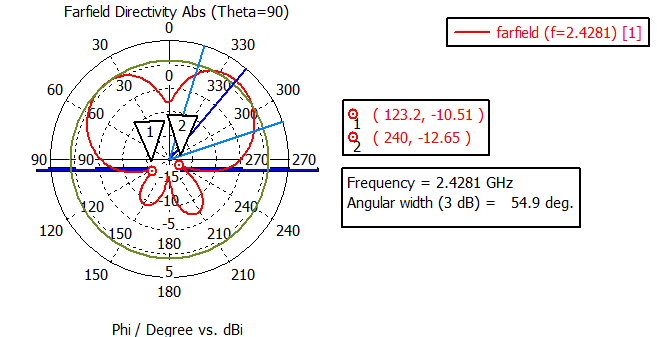 Farfield Directivity Abs (Theta=90)
farfield (f=2.4281) [1]
0
30 330
0
30 330
60 300
60 300
1 2
1 ( 123.2, -10.51 )
2 ( 240, -12.65 )
90 90 270 270
-15
-10
-5
5
Frequency = 2.4281 GHz
Angular width (3 dB) = 54.9 deg.
120 240
120 240
150 210
180
150 210
180
Phi / Degree vs. dBi